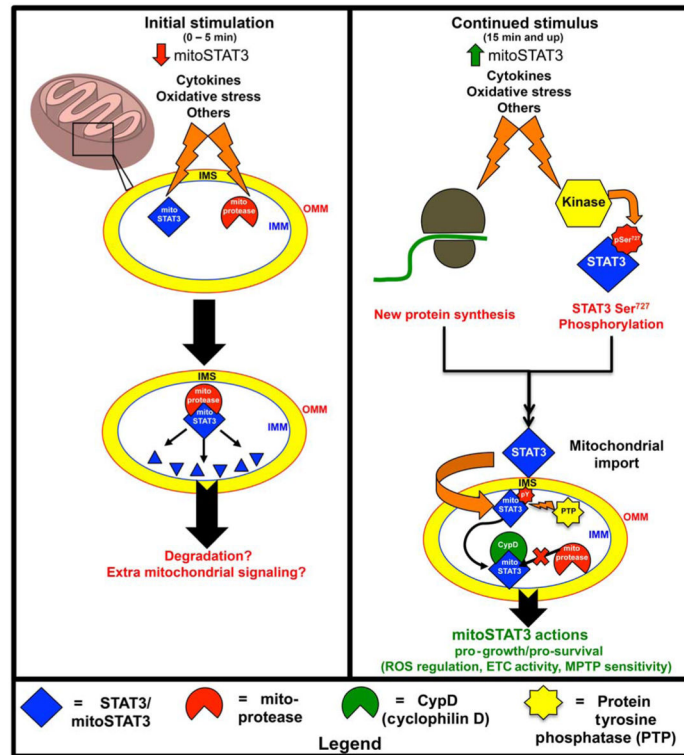 Initial stimulation
(0 – 5 min)
mitoSTAT3
Cytokines
Oxidative stress
Others
IMS
mito
STAT3
mito
protease
OMM
IMM
IMS
mito
protease
mito
STAT3
OMM
IMM
Degradation?
Extra mitochondrial signaling?
Continued stimulus
(15 min and up)
mitoSTAT3
Cytokines
Oxidative stress
Others
Kinase
pSer727
STAT3
New protein synthesis
STAT3 Ser727
Phosphorylation
STAT3
Mitochondrial
import
IMS
pY
mito
STAT3
PTP
OMM
IMM
CypD
mito
STAT3
mito
protease
mitoSTAT3 actions
pro-growth/pro-survival
(ROS regulation, ETC activity, MPTP sensitivity)
= STAT3/
mitoSTAT3
= mito-
protease
= CypD
(cyclophilin D)
= Protein
tyrosine
phosphatase (PTP)
Legend